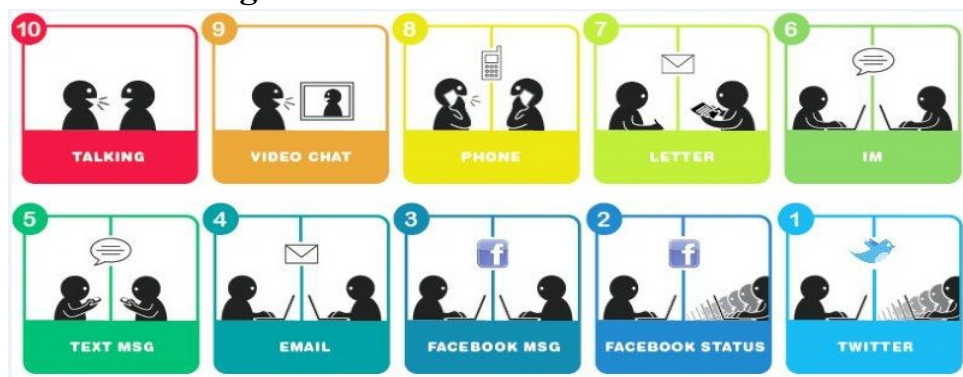 10
9
8
7
6
TALKING
VIDEO CHAT
PHONE
LETTER
IM
5
4
3
2
1
f
f
TEXT MSG
EMAIL
FACEBOOK MSG
FACEBOOK STATUS
TWITTER